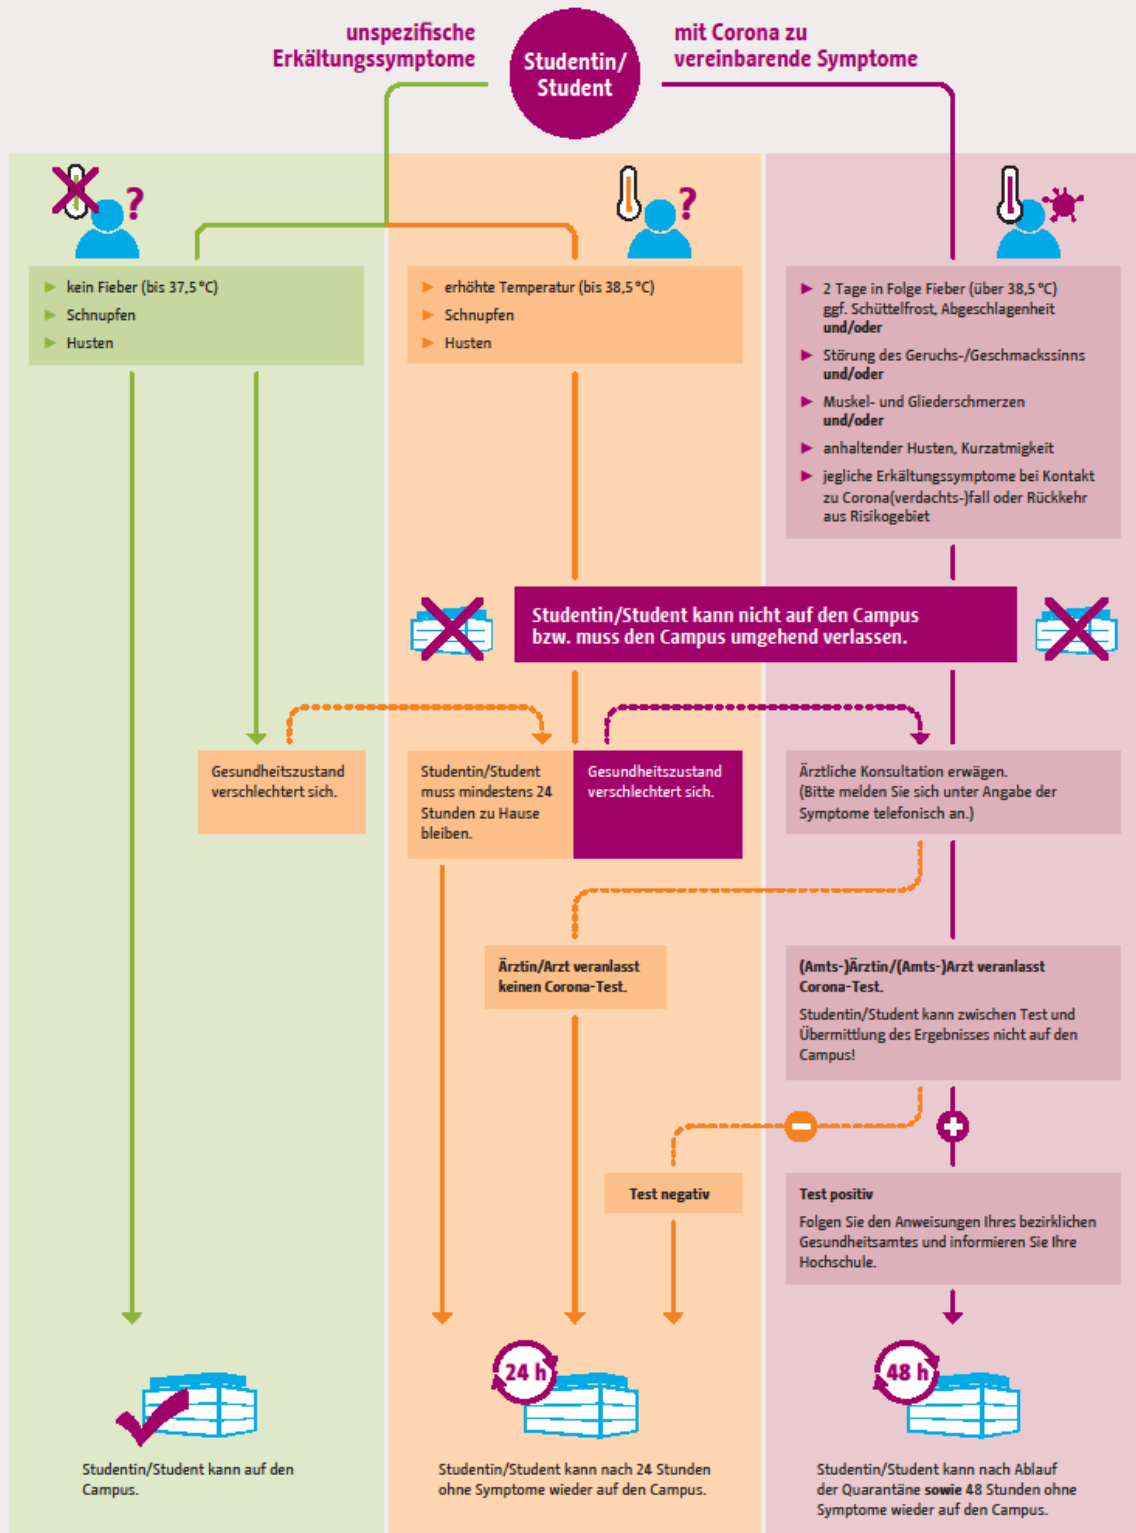 unspezifische
Erkältungssymptome
Studentin/
Student
mit Corona zu
vereinbarende Symptome
?
?
kein Fieber (bis 37,5 °C)
Schnupfen
Husten
erhöhte Temperatur (bis 38,5 °C)
Schnupfen
Husten
2 Tage in Folge Fieber (über 38,5 °C)
ggf. Schüttelfrost, Abgeschlagenheit
und/oder
Störung des Geruchs-/Geschmackssinns
und/oder
Muskel- und Gliederschmerzen
und/oder
anhaltender Husten, Kurzatmigkeit
jegliche Erkältungssymptome bei Kontakt
zu Corona(verdachts-)fall oder Rückkehr
aus Risikogebiet
Studentin/Student kann nicht auf den Campus
bzw. muss den Campus umgehend verlassen.
Gesundheitszustand
verschlechtert sich.
Studentin/Student
muss mindestens 24
Stunden zu Hause
bleiben.
Gesundheitszustand
verschlechtert sich.
Ärztliche Konsultation erwägen.
(Bitte melden Sie sich unter Angabe der
Symptome telefonisch an.)
Ärztin/Arzt veranlasst
keinen Corona-Test.
(Amts-)Ärztin/(Amts-)Arzt veranlasst
Corona-Test.
Studentin/Student kann zwischen Test und
Übermittlung des Ergebnisses nicht auf den
Campus!
Test negativ
Test positiv
Folgen Sie den Anweisungen Ihres bezirklichen
Gesundheitsamtes und informieren Sie Ihre
Hochschule.
24 h
48 h
Studentin/Student kann auf den
Campus.
Studentin/Student kann nach 24 Stunden
ohne Symptome wieder auf den Campus.
Studentin/Student kann nach Ablauf
der Quarantäne sowie 48 Stunden ohne
Symptome wieder auf den Campus.